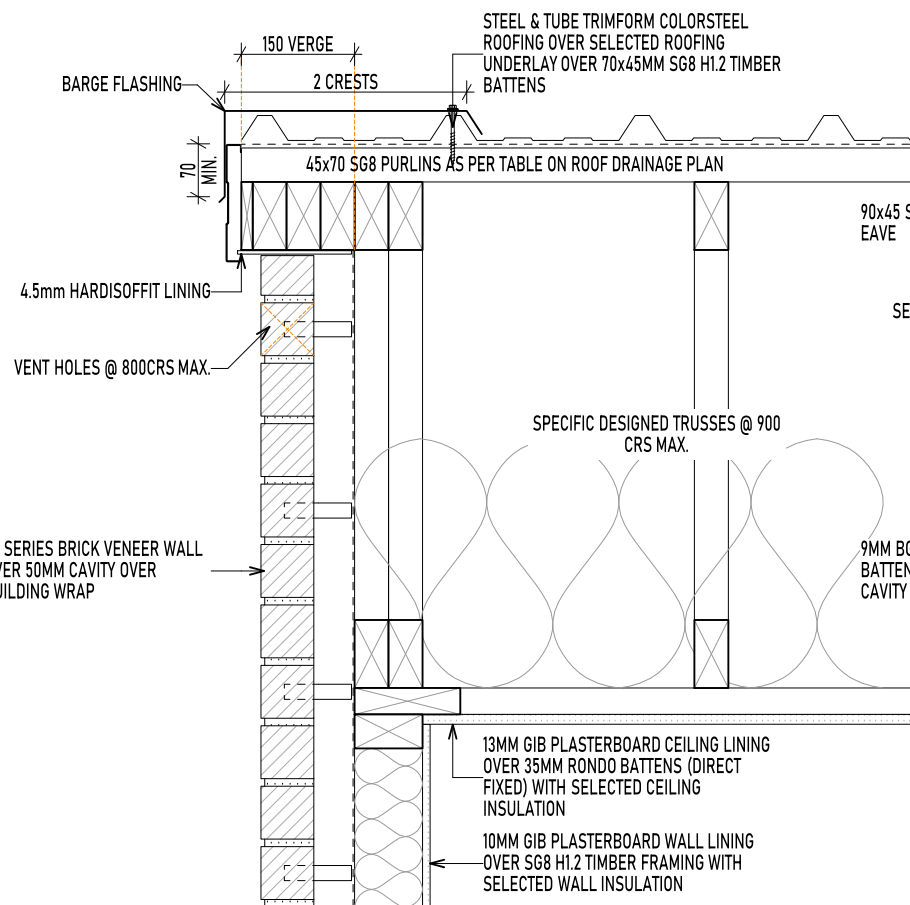 STEEL & TUBE TRIMFORM COLORSTEEL
ROOFING OVER SELECTED ROOFING
UNDERLAY OVER 70x45MM SG8 H1.2 TIMBER
BATTENS
150 VERGE
BARGE FLASHING
2 CRESTS
70
MIN.
45x70 SG8 PURLINS AS PER TABLE ON ROOF DRAINAGE PLAN
90x45 S
EAVE
4.5mm HARDISOFFIT LINING
SE
VENT HOLES @ 800CRS MAX.
SPECIFIC DESIGNED TRUSSES @ 900
CRS MAX.
SERIES BRICK VENEER WALL
VER 50MM CAVITY OVER
UILDING WRAP
9MM BO
BATTEN
CAVITY
13MM GIB PLASTERBOARD CEILING LINING
OVER 35MM RONDO BATTENS (DIRECT
FIXED) WITH SELECTED CEILING
INSULATION
10MM GIB PLASTERBOARD WALL LINING
OVER SG8 H1.2 TIMBER FRAMING WITH
SELECTED WALL INSULATION